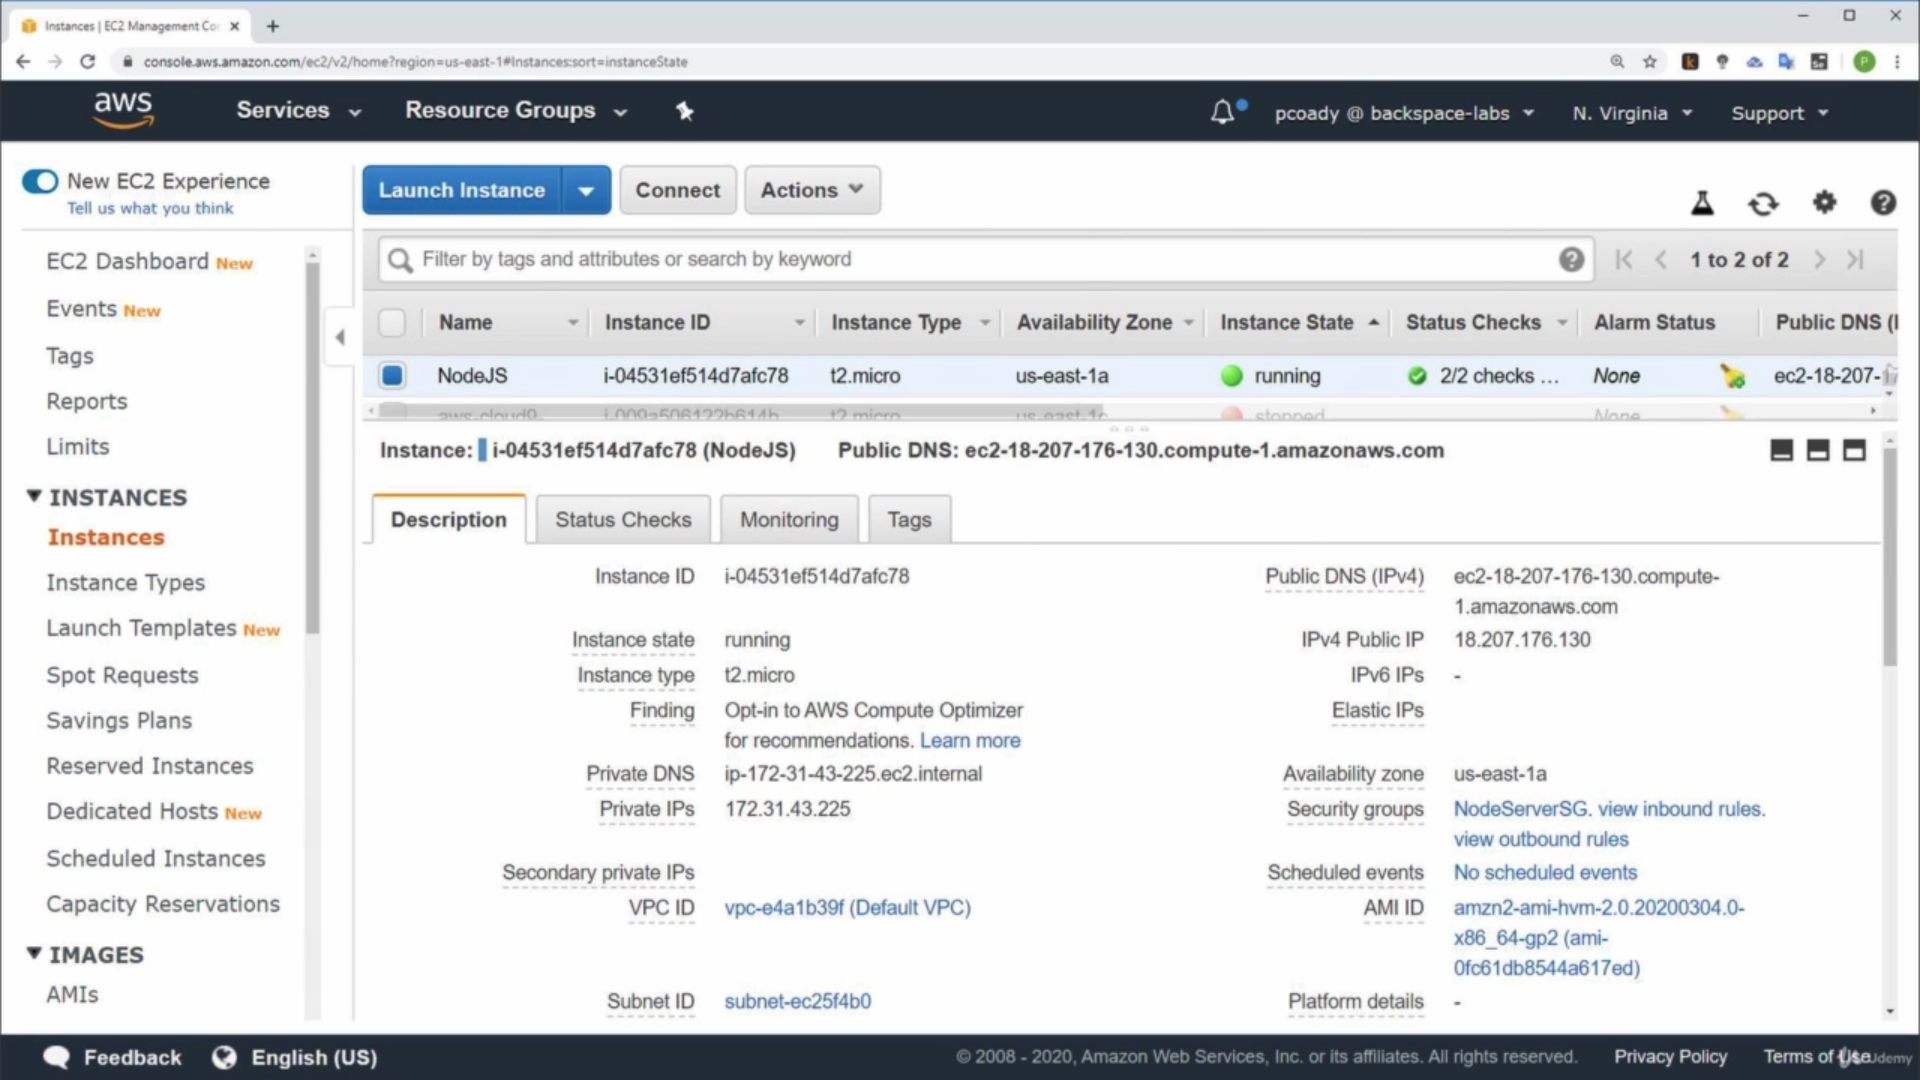 Instances | EC2 Management Co
console.aws.amazon.com/ec2/v2/home?region=us-east-1#Instances:sort=instanceState
aws
Services
Resource Groups
pcoady @ backspace-labs
N. Virginia
Support
New EC2 Experience
Tell us what you think
EC2 Dashboard New
Events New
Tags
Reports
Limits
INSTANCES
Instances
Instance Types
Launch Templates New
Spot Requests
Savings Plans
Reserved Instances
Dedicated Hosts New
Scheduled Instances
Capacity Reservations
IMAGES
AMIs
Launch Instance
Connect
Actions
Filter by tags and attributes or search by keyword
1 to 2 of 2
Name Instance ID Instance Type Availability Zone Instance State Status Checks Alarm Status Public DNS (I
NodeJS i-04531ef514d7afc78 t2.micro us-east-1a running 2/2 checks ... None ec2-18-207-
aws-cloud9- i-009a506122b614b t2.micro us-east-1c stopped None
Instance: i-04531ef514d7afc78 (NodeJS) Public DNS: ec2-18-207-176-130.compute-1.amazonaws.com
Description Status Checks Monitoring Tags
Instance ID i-04531ef514d7afc78
Instance state running
Instance type t2.micro
Finding Opt-in to AWS Compute Optimizer
for recommendations. Learn more
Private DNS ip-172-31-43-225.ec2.internal
Private IPs 172.31.43.225
Secondary private IPs
VPC ID vpc-e4a1b39f (Default VPC)
Subnet ID subnet-ec25f4b0
Public DNS (IPv4) ec2-18-207-176-130.compute-
1.amazonaws.com
IPv4 Public IP 18.207.176.130
IPv6 IPs -
Elastic IPs
Availability zone us-east-1a
Security groups NodeServerSG. view inbound rules.
view outbound rules
Scheduled events No scheduled events
AMI ID amzn2-ami-hvm-2.0.20200304.0-
x86_64-gp2 (ami-
0fc61db8544a617ed)
Platform details -
Feedback
English (US)
© 2008 - 2020, Amazon Web Services, Inc. or its affiliates. All rights reserved.
Privacy Policy
Terms of Use
Udemy